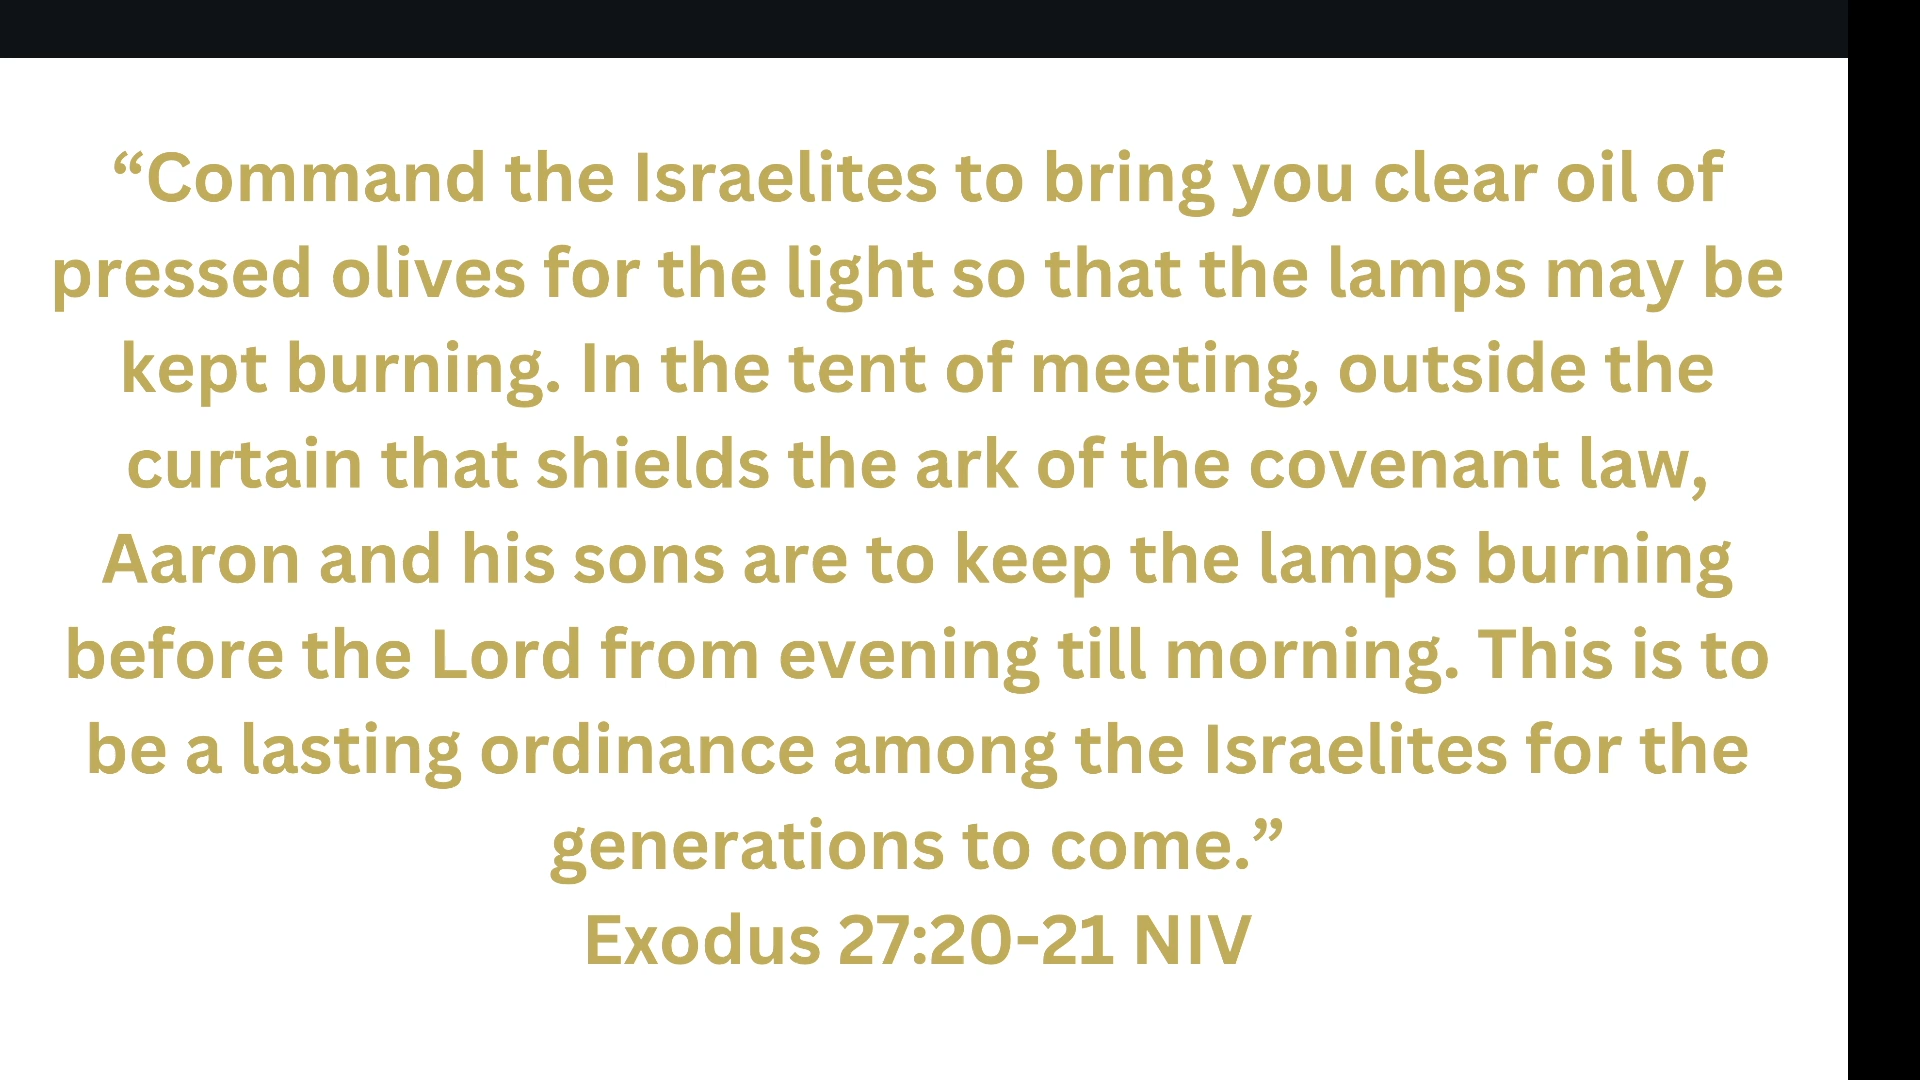 “Command the Israelites to bring you clear oil of
pressed olives for the light so that the lamps may be
kept burning. In the tent of meeting, outside the
curtain that shields the ark of the covenant law,
Aaron and his sons are to keep the lamps burning
before the Lord from evening till morning. This is to
be a lasting ordinance among the Israelites for the
generations to come.”
Exodus 27:20-21 NIV